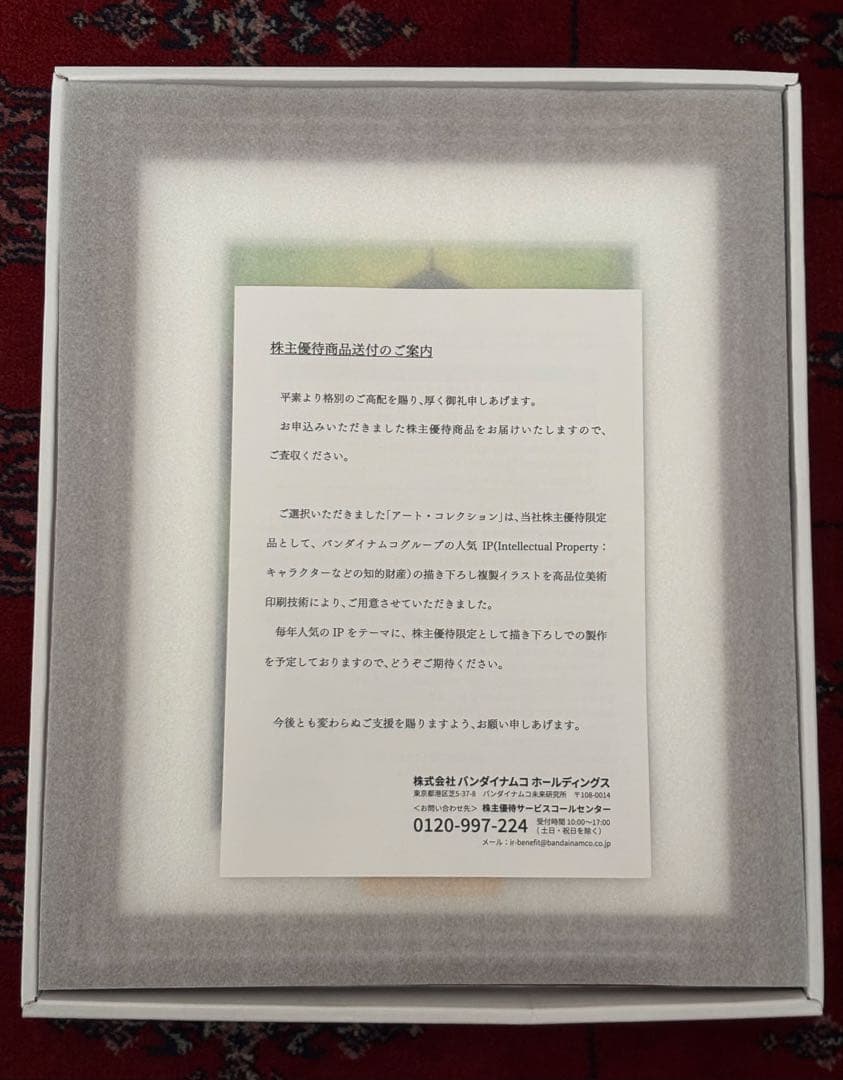 株主優待商品送付のご案内
平素より格別のご高配を賜り、厚く御礼申しあげます。
お申込みいただきました株主優待商品をお届けいたしますので、
ご査収ください。
ご選択いただきました「アート・コレクション」は、当社株主優待限定
品として、バンダイナムコグループの人気 IP(Intellectual Property：
キャラクターなどの知的財産）の描き下ろし複製イラストを高品位美術
印刷技術により、ご用意させていただきました。
毎年人気の IP をテーマに、株主優待限定として描き下ろしでの製作
を予定しておりますので、どうぞご期待ください。
今後とも変わらぬご支援を賜りますよう、お願い申しあげます。
株式会社 バンダイナムコ ホールディングス
東京都港区芝5-37-8 バンダイナムコ未来研究所 〒108-0014
＜お問い合わせ先＞ 株主優待サービスコールセンター
0120-997-224 受付時間 10:00〜17:00
(土日・祝日を除く)
メール：ir-benefit@bandainamco.co.jp